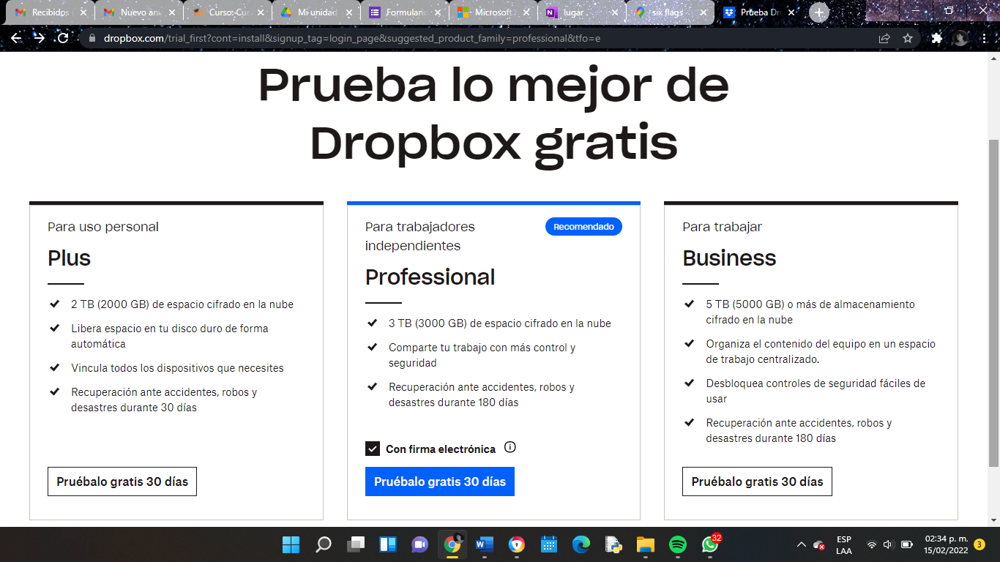 Recibidos
Nuevo an
Curso: Cur
Mi unidad
Formulario
Microsoft
lugar
six flags
Prueba Dr
dropbox.com/trial_first?cont=install&signup_tag=login_page&suggested_product_family=professional&tfo=e
Prueba lo mejor de
Dropbox gratis
Para uso personal
Plus
2 TB (2000 GB) de espacio cifrado en la nube
Libera espacio en tu disco duro de forma
automática
Vincula todos los dispositivos que necesites
Recuperación ante accidentes, robos y
desastres durante 30 días
Pruébalo gratis 30 días
Para trabajadores
independientes
Recomendado
Professional
3 TB (3000 GB) de espacio cifrado en la nube
Comparte tu trabajo con más control y
seguridad
Recuperación ante accidentes, robos y
desastres durante 180 días
Con firma electrónica
Pruébalo gratis 30 días
Para trabajar
Business
5 TB (5000 GB) o más de almacenamiento
cifrado en la nube
Organiza el contenido del equipo en un espacio
de trabajo centralizado.
Desbloquea controles de seguridad fáciles de
usar
Recuperación ante accidentes, robos y
desastres durante 180 días
Pruébalo gratis 30 días
32
ESP
LAA
02:34 p. m.
15/02/2022
3